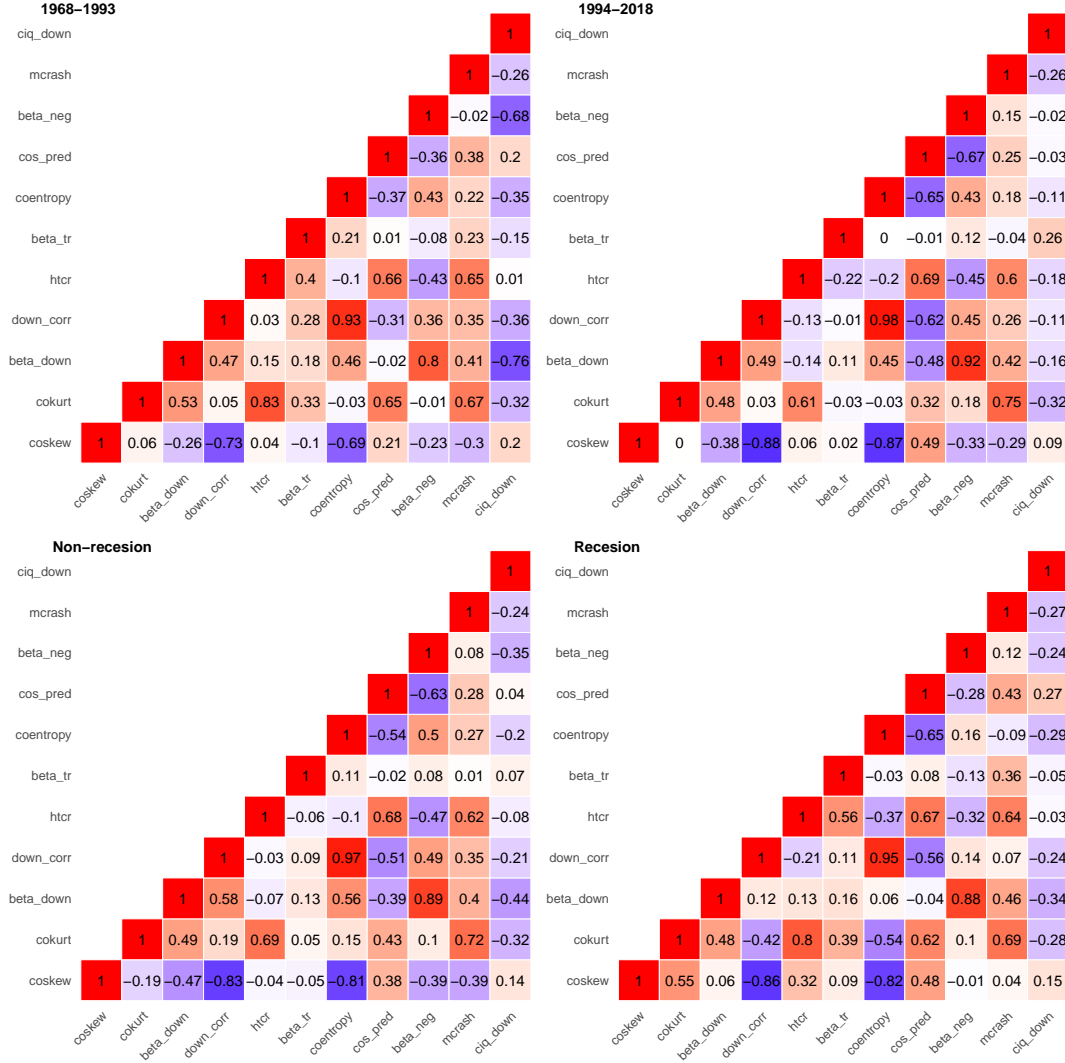 1968−1993
ciq_down 1
mcrash 1 −0.26
beta_neg 1 −0.02 −0.68
cos_pred 1 −0.36 0.38 0.2
coentropy 1 −0.37 0.43 0.22 −0.35
beta_tr 1 0.21 0.01 −0.08 0.23 −0.15
htcr 1 0.4 −0.1 0.66 −0.43 0.65 0.01
down_corr 1 0.03 0.28 0.93 −0.31 0.36 0.35 −0.36
beta_down 1 0.47 0.15 0.18 0.46 −0.02 0.8 0.41 −0.76
cokurt 1 0.53 0.05 0.83 0.33 −0.03 0.65 −0.01 0.67 −0.32
coskew 1 0.06 −0.26 −0.73 0.04 −0.1 −0.69 0.21 −0.23 −0.3 0.2
coskew cokurt beta_down down_corr htcr beta_tr coentropy cos_pred beta_neg mcrash ciq_down
1994−2018
ciq_down 1
mcrash 1 −0.26
beta_neg 1 0.15 −0.02
cos_pred 1 −0.67 0.25 −0.03
coentropy 1 −0.65 0.43 0.18 −0.11
beta_tr 1 0 −0.01 0.12 −0.04 0.26
htcr 1 −0.22 −0.2 0.69 −0.45 0.6 −0.18
down_corr 1 −0.13 −0.01 0.98 −0.62 0.45 0.26 −0.11
beta_down 1 0.49 −0.14 0.11 0.45 −0.48 0.92 0.42 −0.16
cokurt 1 0.48 0.03 0.61 −0.03 −0.03 0.32 0.18 0.75 −0.32
coskew 1 0 −0.38 −0.88 0.06 0.02 −0.87 0.49 −0.33 −0.29 0.09
coskew cokurt beta_down down_corr htcr beta_tr coentropy cos_pred beta_neg mcrash ciq_down
Non−recesion
ciq_down 1
mcrash 1 −0.24
beta_neg 1 0.08 −0.35
cos_pred 1 −0.63 0.28 0.04
coentropy 1 −0.54 0.5 0.27 −0.2
beta_tr 1 0.11 −0.02 0.08 0.01 0.07
htcr 1 −0.06 −0.1 0.68 −0.47 0.62 −0.08
down_corr 1 −0.03 0.09 0.97 −0.51 0.49 0.35 −0.21
beta_down 1 0.58 −0.07 0.13 0.56 −0.39 0.89 0.4 −0.44
cokurt 1 0.49 0.19 0.69 0.05 0.15 0.43 0.1 0.72 −0.32
coskew 1 −0.19 −0.47 −0.83 −0.04 −0.05 −0.81 0.38 −0.39 −0.39 0.14
coskew cokurt beta_down down_corr htcr beta_tr coentropy cos_pred beta_neg mcrash ciq_down
Recesion
ciq_down 1
mcrash 1 −0.27
beta_neg 1 0.12 −0.24
cos_pred 1 −0.28 0.43 0.27
coentropy 1 −0.65 0.16 −0.09 −0.29
beta_tr 1 −0.03 0.08 −0.13 0.36 −0.05
htcr 1 0.56 −0.37 0.67 −0.32 0.64 −0.03
down_corr 1 −0.21 0.11 0.95 −0.56 0.14 0.07 −0.24
beta_down 1 0.12 0.13 0.16 0.06 −0.04 0.88 0.46 −0.34
cokurt 1 0.48 −0.42 0.8 0.39 −0.54 0.62 0.1 0.69 −0.28
coskew 1 0.55 0.06 −0.86 0.32 0.09 −0.82 0.48 −0.01 0.04 0.15
coskew cokurt beta_down down_corr htcr beta_tr coentropy cos_pred beta_neg mcrash ciq_down